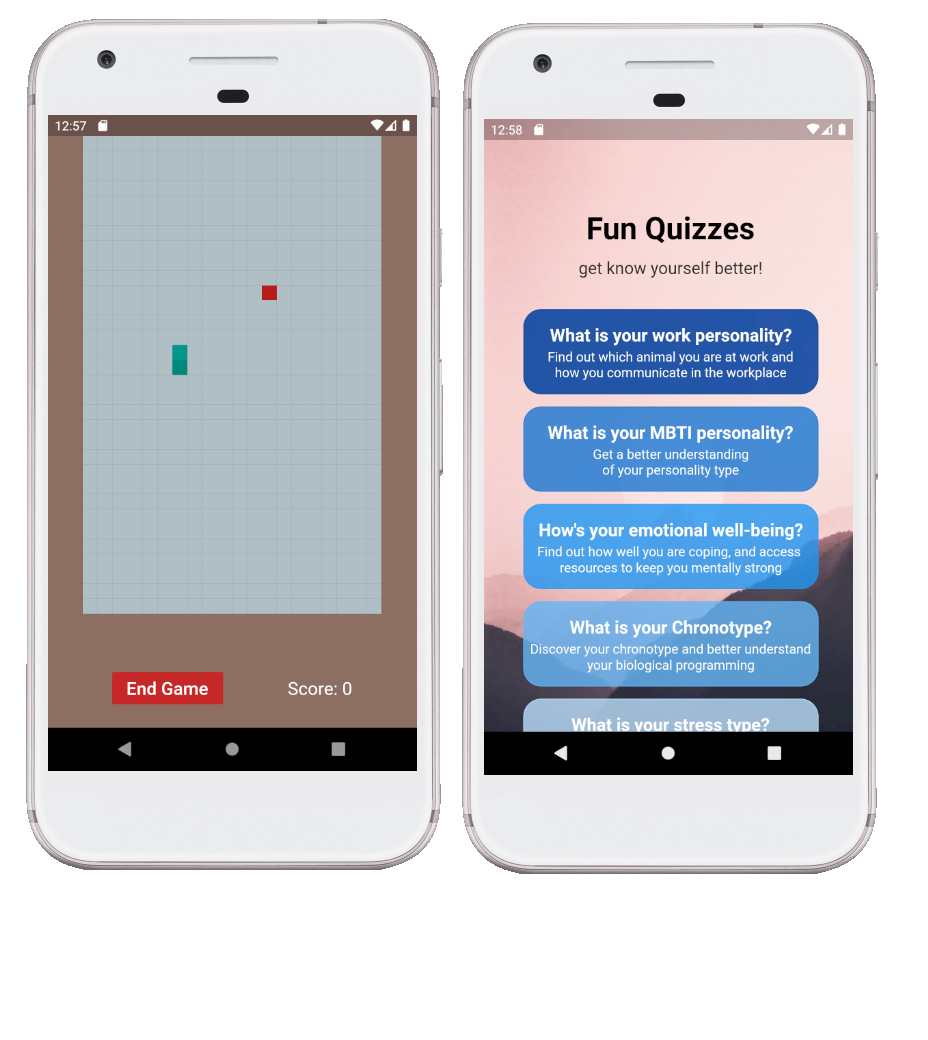 12:57
End Game
Score: 0
12:58
Fun Quizzes
get know yourself better!
What is your work personality?
Find out which animal you are at work and
how you communicate in the workplace
What is your MBTI personality?
Get a better understanding
of your personality type
How's your emotional well-being?
Find out how well you are coping, and access
resources to keep you mentally strong
What is your Chronotype?
Discover your chronotype and better understand
your biological programming
What is your stress type?